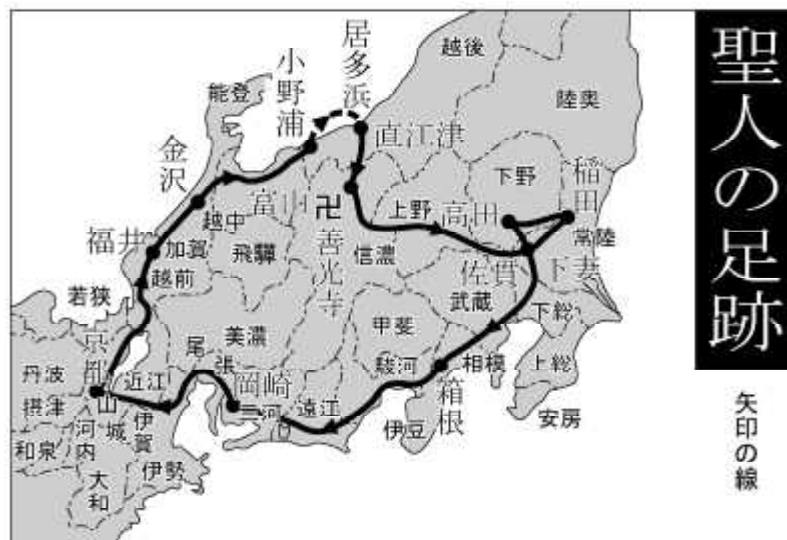 聖人の足跡
矢印の線
越後
陸奥
居多浜
小野浦
能登
直江津
下野
稲田
金沢
上野
高田
常陸
富山
卍善光寺
信濃
佐貫
下妻
福井
越中
加賀
飛騨
越前
武蔵
下総
若狭
甲斐
美濃
尾張
京都
駿河
相模
上総
丹波
近江
岡崎
三河
遠江
箱根
伊豆
安房
摂津
山城
伊賀
和泉
河内
伊勢
大和